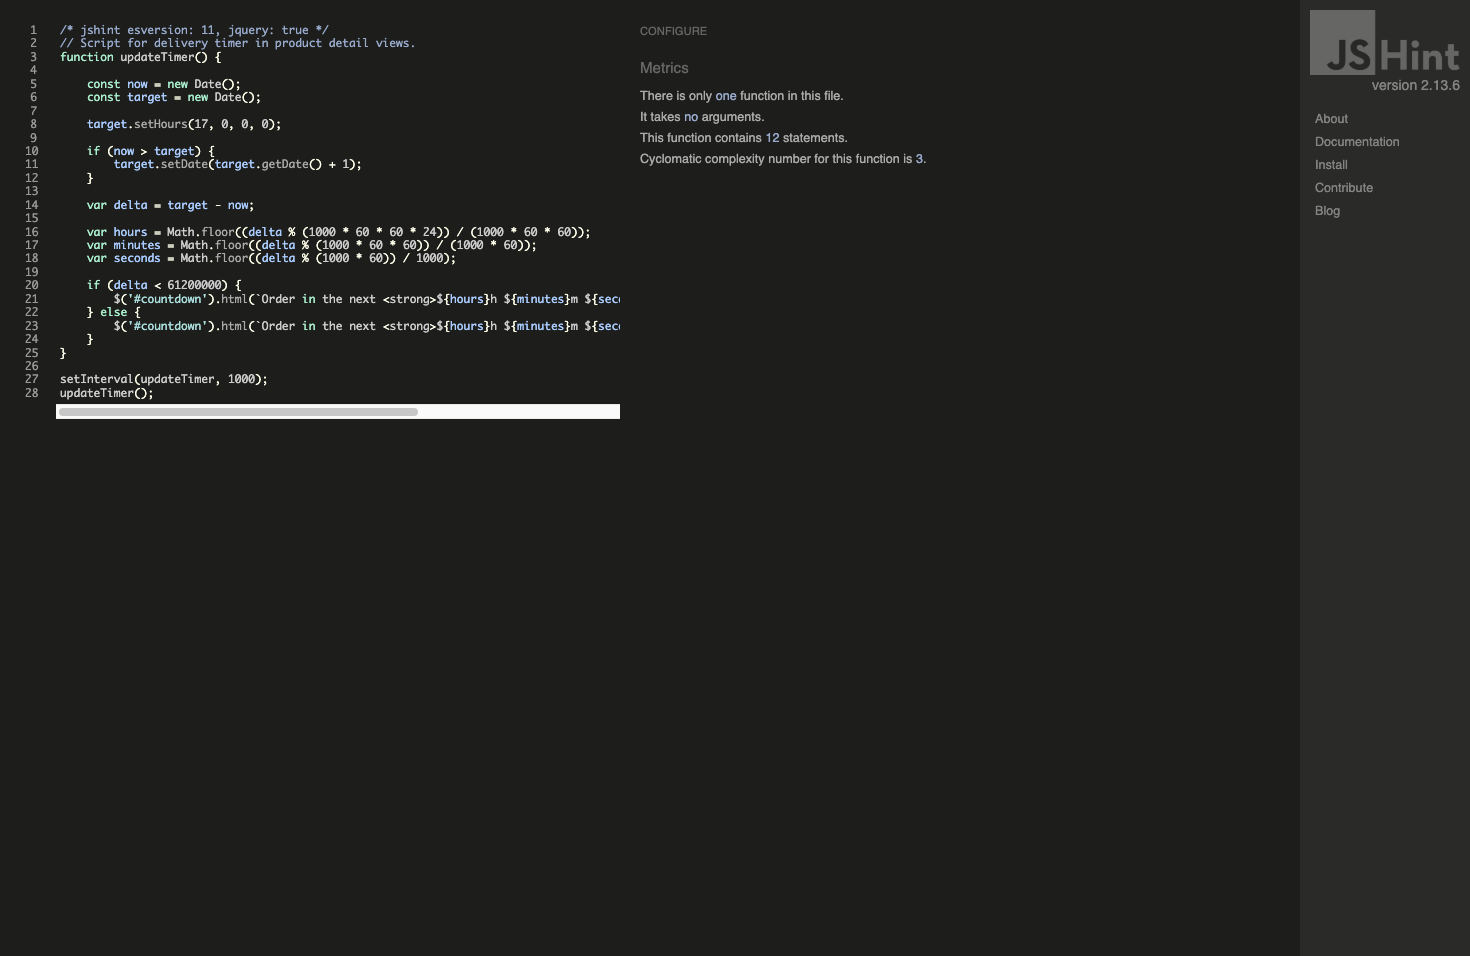 1 /* jshint esversion: 11, jquery: true */
2 // Script for delivery timer in product detail views.
3 function updateTimer() {
4
5 const now = new Date();
6 const target = new Date();
7
8 target.setHours(17, 0, 0, 0);
9
10 if (now > target) {
11 target.setDate(target.getDate() + 1);
12 }
13
14 var delta = target - now;
15
16 var hours = Math.floor((delta % (1000 * 60 * 60 * 24)) / (1000 * 60 * 60));
17 var minutes = Math.floor((delta % (1000 * 60 * 60)) / (1000 * 60));
18 var seconds = Math.floor((delta % (1000 * 60)) / 1000);
19
20 if (delta < 61200000) {
21 $('#countdown').html(`Order in the next <strong>${hours}h ${minutes}m ${sec
22 } else {
23 $('#countdown').html(`Order in the next <strong>${hours}h ${minutes}m ${sec
24 }
25 }
26
27 setInterval(updateTimer, 1000);
28 updateTimer();
CONFIGURE
Metrics
There is only one function in this file.
It takes no arguments.
This function contains 12 statements.
Cyclomatic complexity number for this function is 3.
JSHint
version 2.13.6
About
Documentation
Install
Contribute
Blog